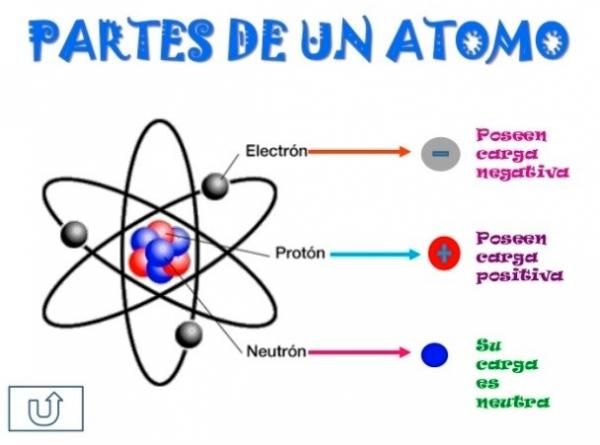 PARTES DE UN ATOMO
Electrón
Poseen
carga
negativa
Protón
Poseen
carga
positiva
Neutrón
Su
carga
es
neutra